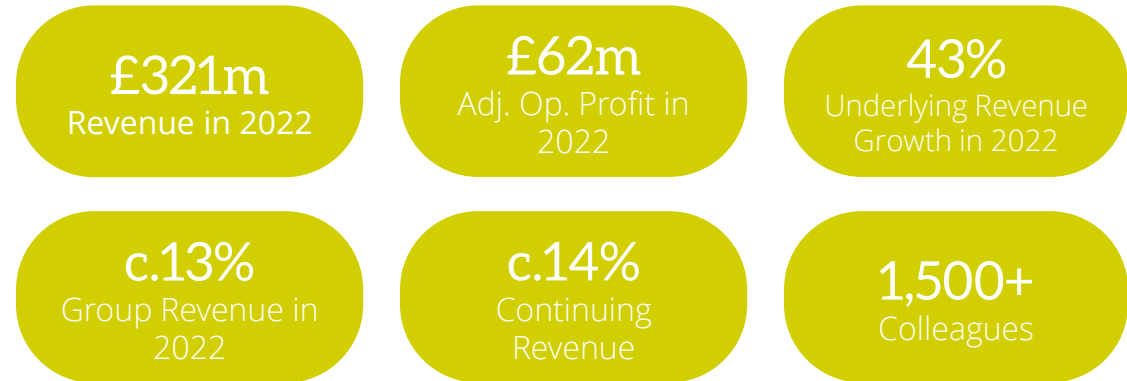 £321m
Revenue in 2022
£62m
Adj. Op. Profit in
2022
43%
Underlying Revenue
Growth in 2022
c.13%
Group Revenue in
2022
c.14%
Continuing
Revenue
1,500+
Colleagues